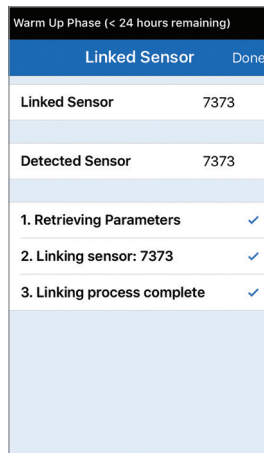 Warm Up Phase (< 24 hours remaining)
Linked Sensor Done
Linked Sensor 7373
Detected Sensor 7373
1. Retrieving Parameters ✓
2. Linking sensor: 7373 ✓
3. Linking process complete ✓